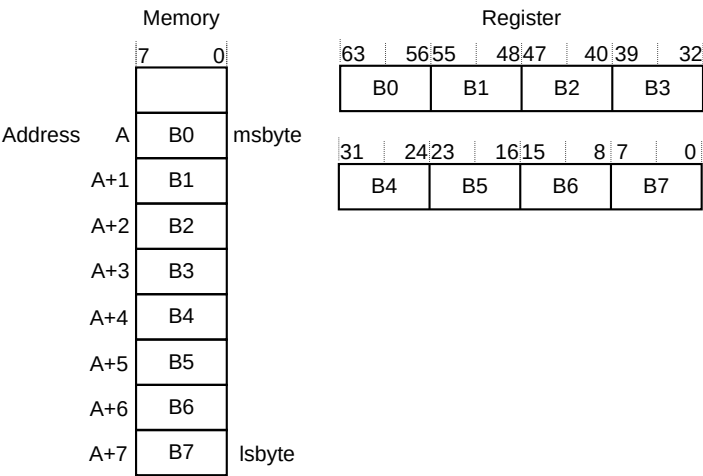 Memory
7 0
Address A B0 msbyte
A+1 B1
A+2 B2
A+3 B3
A+4 B4
A+5 B5
A+6 B6
A+7 B7 lsbyte
Register
63 56 55 48 47 40 39 32
B0 B1 B2 B3
31 24 23 16 15 8 7 0
B4 B5 B6 B7